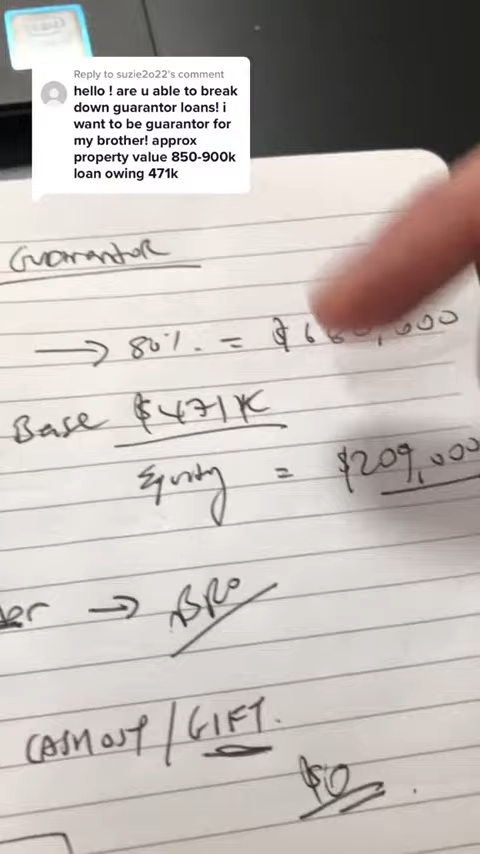 Reply to suzie2o22's comment
hello ! are u able to break
down guarantor loans! i
want to be guarantor for
my brother! approx
property value 850-900k
loan owing 471k
Guarantor
→ 80% = $680,000
Base $471K
Equity = $209,000
→ BRO
CASHOUT / GIFT.
$0